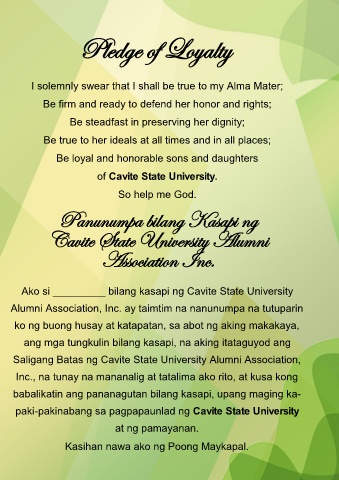 Pledge of Loyalty
I solemnly swear that I shall be true to my Alma Mater;
Be firm and ready to defend her honor and rights;
Be steadfast in preserving her dignity;
Be true to her ideals at all times and in all places;
Be loyal and honorable sons and daughters
of Cavite State University.
So help me God.
Panunumpa bilang Kasapi ng
Cavite State University Alumni
Association Inc.
Ako si __________ bilang kasapi ng Cavite State University
Alumni Association, Inc. ay taimtim na nanunumpa na tutuparin
ko ng buong husay at katapatan, sa abot ng aking makakaya,
ang mga tungkulin bilang kasapi, na aking itataguyod ang
Saligang Batas ng Cavite State University Alumni Association,
Inc., na tunay na mananalig at tatalima ako rito, at kusa kong
babalikatin ang pananagutan bilang kasapi, upang maging ka-
paki-pakinabang sa pagpapaunlad ng Cavite State University
at ng pamayanan.
Kasihan nawa ako ng Poong Maykapal.